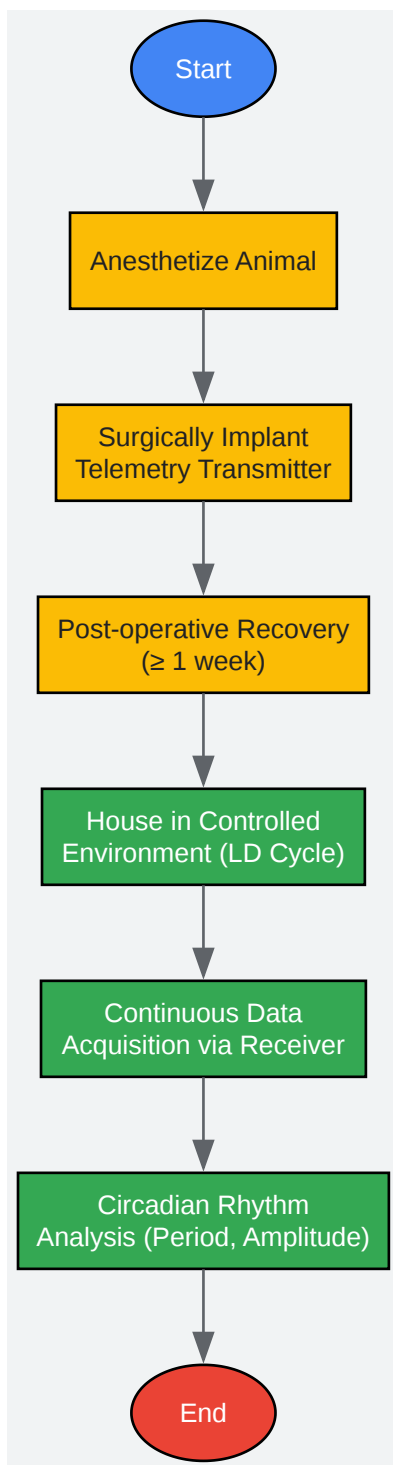 Start
Anesthetize Animal
Surgically Implant
Telemetry Transmitter
Post-operative Recovery
(≥ 1 week)
House in Controlled
Environment (LD Cycle)
Continuous Data
Acquisition via Receiver
Circadian Rhythm
Analysis (Period, Amplitude)
End